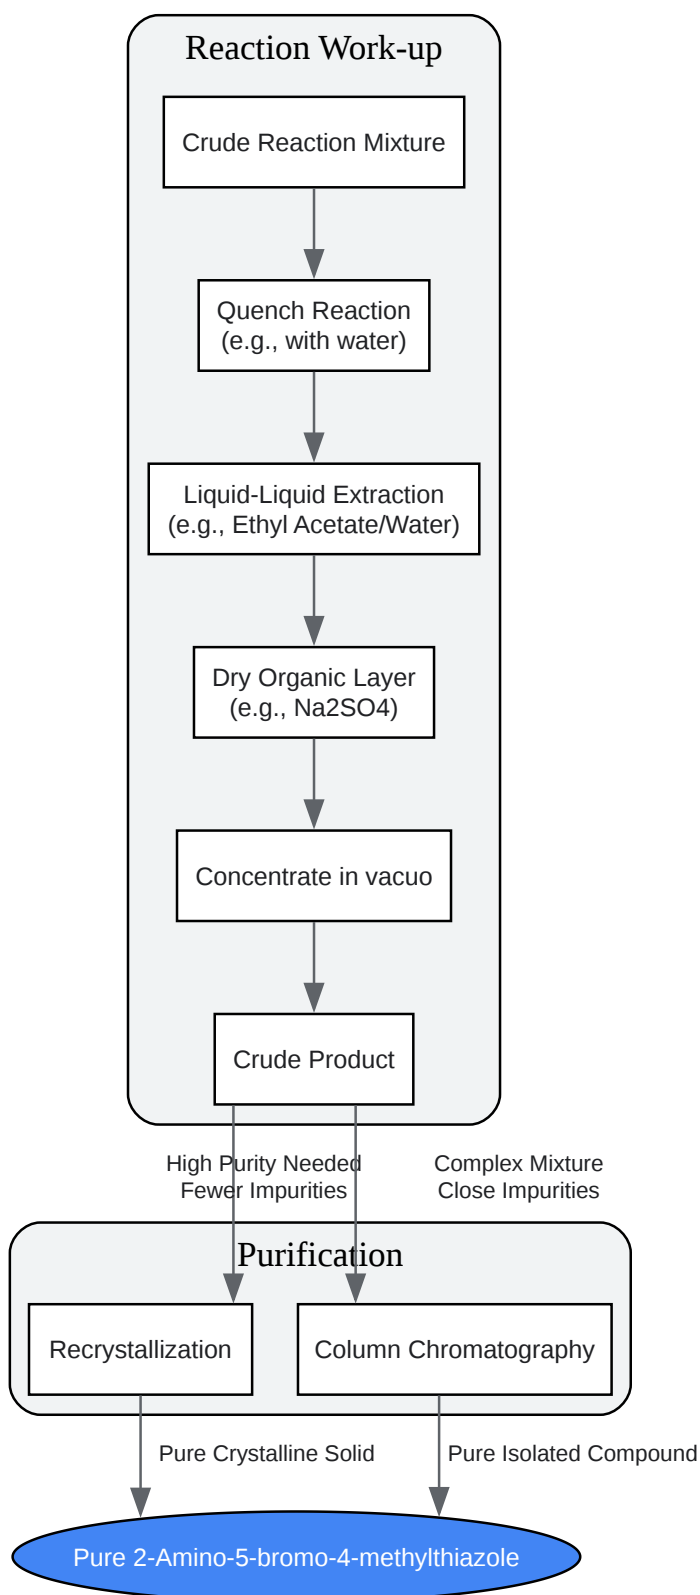 Reaction Work-up
Crude Reaction Mixture
Quench Reaction
(e.g., with water)
Liquid-Liquid Extraction
(e.g., Ethyl Acetate/Water)
Dry Organic Layer
(e.g., Na2SO4)
Concentrate in vacuo
Crude Product
High Purity Needed
Fewer Impurities
Complex Mixture
Close Impurities
Purification
Recrystallization
Column Chromatography
Pure Crystalline Solid
Pure Isolated Compound
Pure 2-Amino-5-bromo-4-methylthiazole